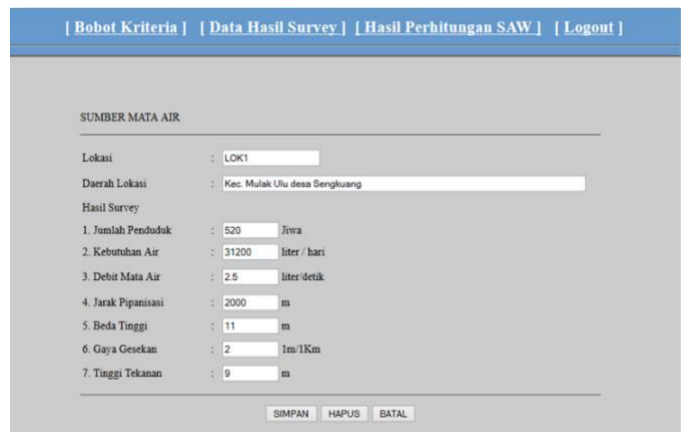 [ Bobot Kriteria ] [ Data Hasil Survey ] [ Hasil Perhitungan SAW ] [ Logout ]
SUMBER MATA AIR
Lokasi : LOK1
Daerah Lokasi : Kec. Mulak Ulu desa Sengkuang
Hasil Survey
1. Jumlah Penduduk : 520 Jiwa
2. Kebutuhan Air : 31200 liter / hari
3. Debit Mata Air : 2.5 liter/detik
4. Jarak Pipanisasi : 2000 m
5. Beda Tinggi : 11 m
6. Gaya Gesekan : 2 1m/1Km
7. Tinggi Tekanan : 9 m
SIMPAN HAPUS BATAL